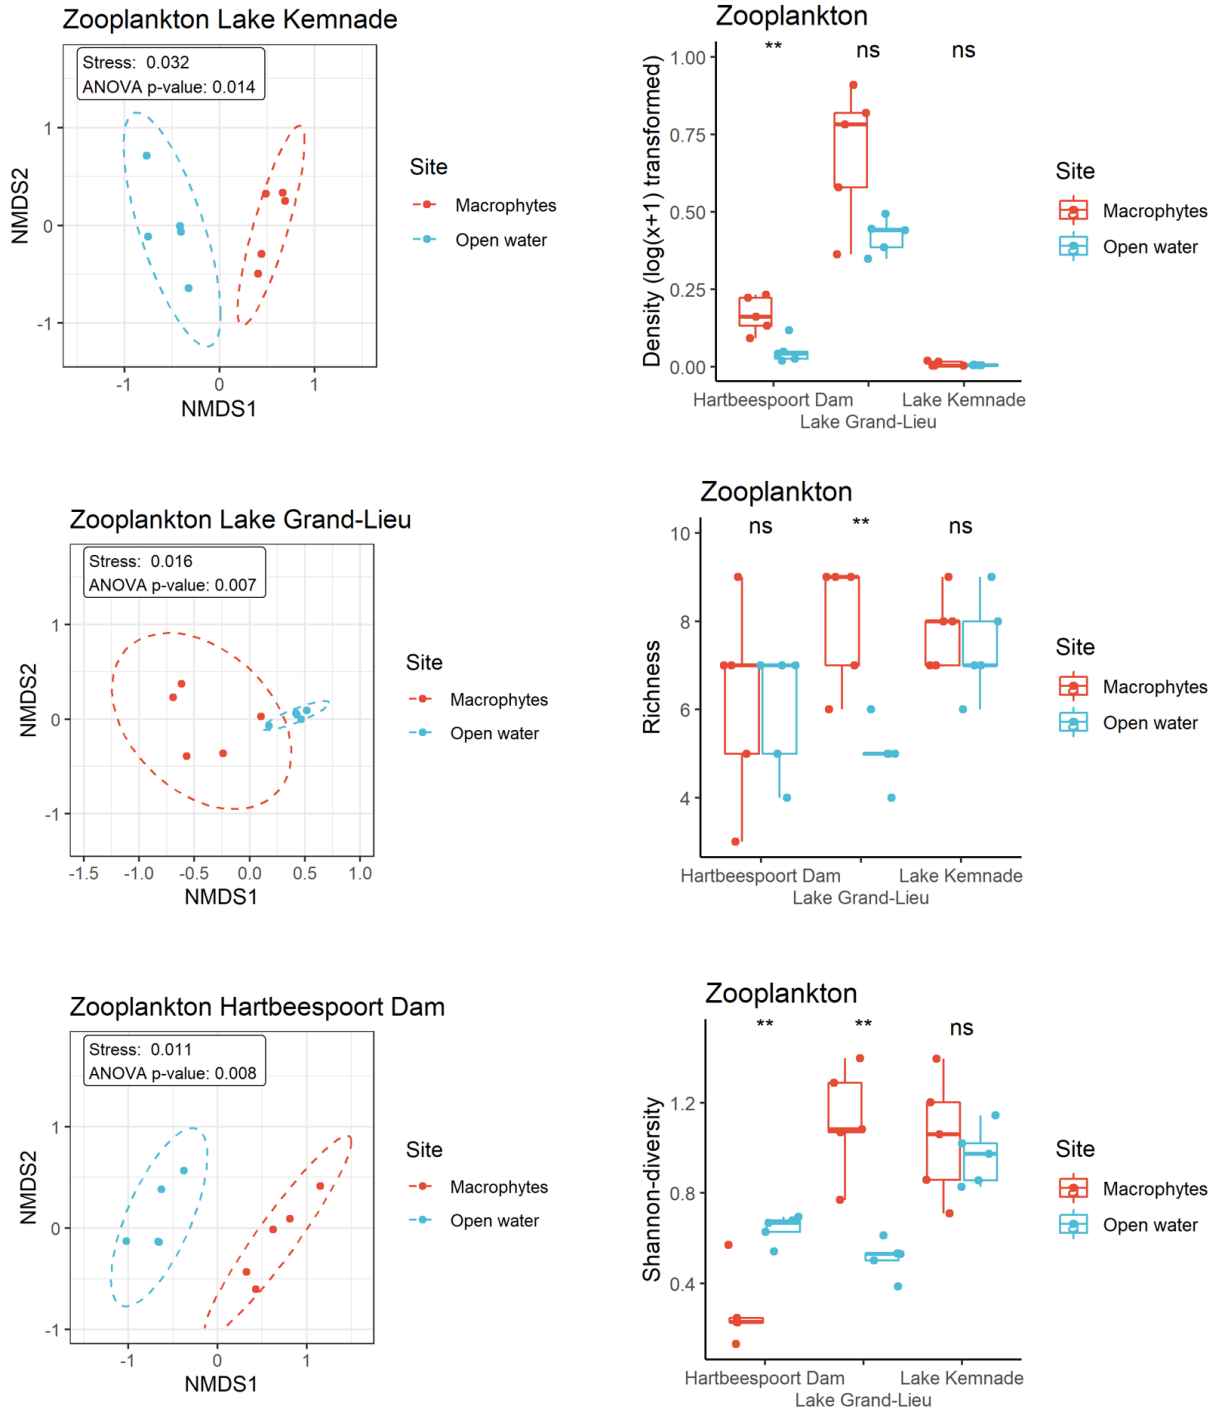 Zooplankton Lake Kemnade
Stress: 0.032
ANOVA p-value: 0.014
1
0
-1
NMDS2
-1 0 1
NMDS1
Site
Macrophytes
Open water
Zooplankton
** ns ns
1.00
0.75
0.50
0.25
0.00
Density (log(x+1) transformed)
Hartbeespoort Dam Lake Kemnade
Lake Grand-Lieu
Site
Macrophytes
Open water
Zooplankton Lake Grand-Lieu
Stress: 0.016
ANOVA p-value: 0.007
1
0
-1
NMDS2
-1.5 -1.0 -0.5 0.0 0.5 1.0
NMDS1
Site
Macrophytes
Open water
Zooplankton
ns ** ns
10
8
6
4
Richness
Hartbeespoort Dam Lake Kemnade
Lake Grand-Lieu
Site
Macrophytes
Open water
Zooplankton Hartbeespoort Dam
Stress: 0.011
ANOVA p-value: 0.008
1
0
-1
NMDS2
-1 0 1
NMDS1
Site
Macrophytes
Open water
Zooplankton
** ** ns
1.2
0.8
0.4
Shannon-diversity
Hartbeespoort Dam Lake Kemnade
Lake Grand-Lieu
Site
Macrophytes
Open water